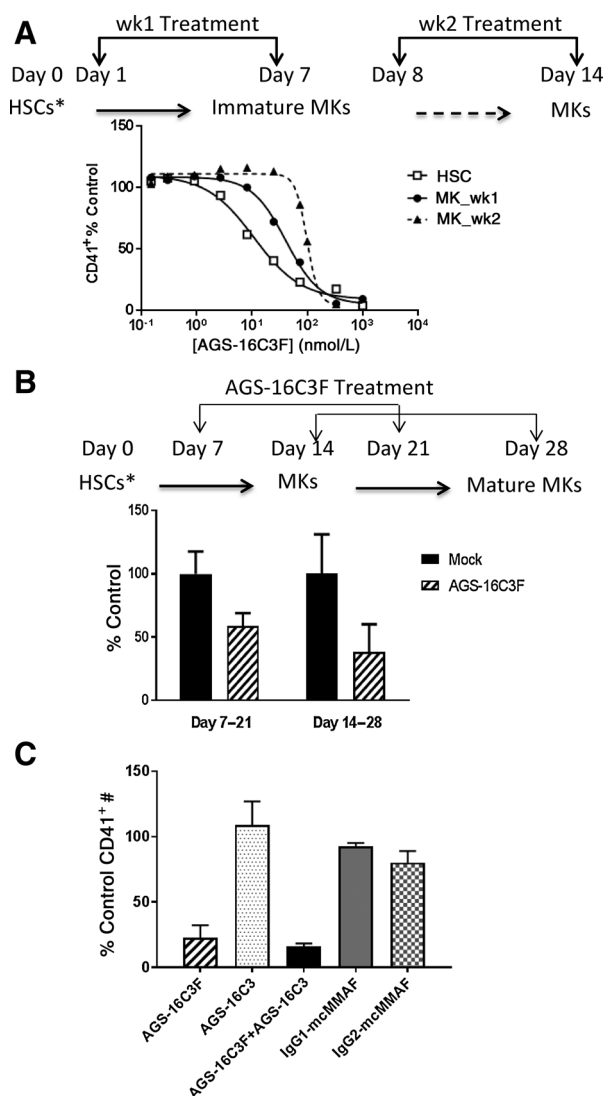 A
wk1 Treatment
wk2 Treatment
Day 0 Day 1 Day 7 Day 8 Day 14
HSCs* Immature MKs MKs
150
100
50
0
CD41+ % Control
10-1 100 101 102 103 104
[AGS-16C3F] (nmol/L)
HSC
MK_wk1
MK_wk2
B
AGS-16C3F Treatment
Day 0 Day 7 Day 14 Day 21 Day 28
HSCs* MKs Mature MKs
150
100
50
0
% Control
Day 7–21 Day 14–28
Mock
AGS-16C3F
C
150
100
50
0
% Control CD41+ #
AGS-16C3F
AGS-16C3
AGS-16C3F+AGS-16C3
IgG1-mcMMAF
IgG2-mcMMAF